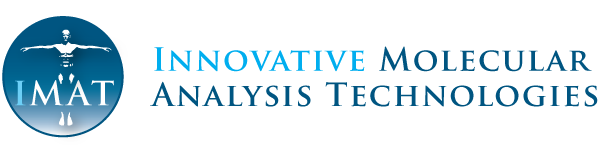 IMAT
INNOVATIVE MOLECULAR
ANALYSIS TECHNOLOGIES